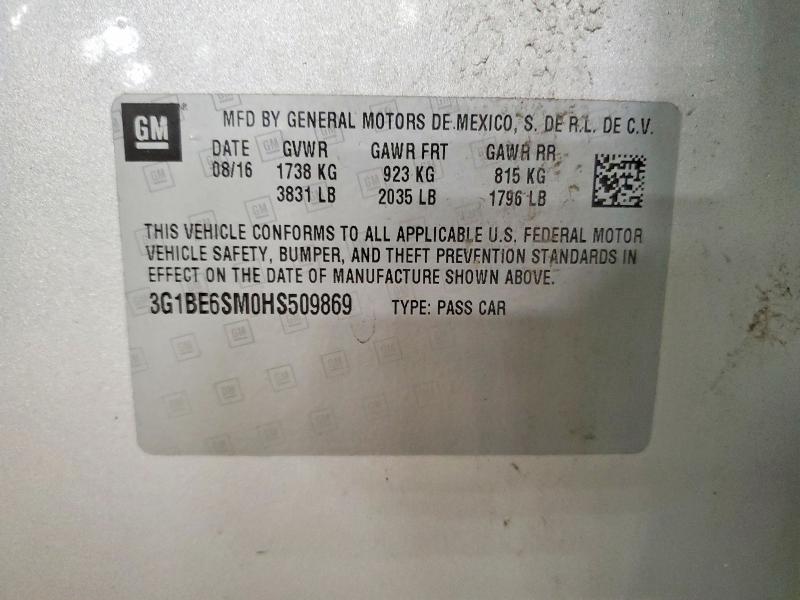 GM
MFD BY GENERAL MOTORS DE MEXICO, S. DE R.L. DE C.V.
DATE GVWR GAWR FRT GAWR RR
08/16 1738 KG 923 KG 815 KG
3831 LB 2035 LB 1796 LB
THIS VEHICLE CONFORMS TO ALL APPLICABLE U.S. FEDERAL MOTOR
VEHICLE SAFETY, BUMPER, AND THEFT PREVENTION STANDARDS IN
EFFECT ON THE DATE OF MANUFACTURE SHOWN ABOVE.
3G1BE6SM0HS509869 TYPE: PASS CAR